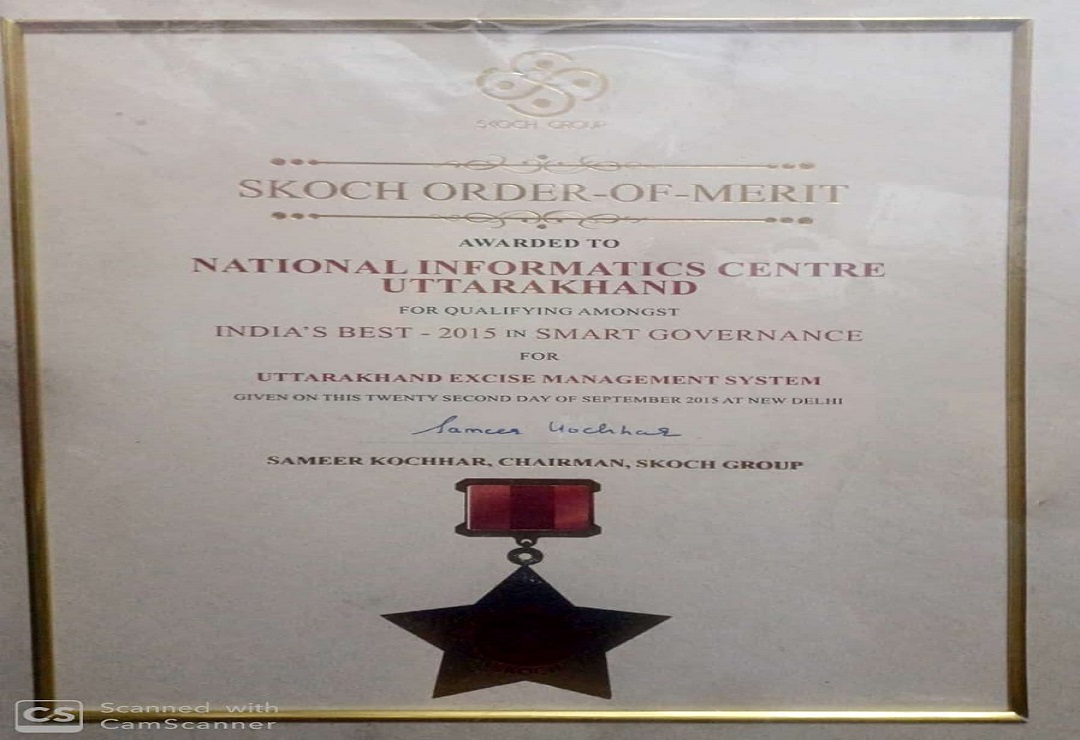 SKOCH GROUP
SKOCH ORDER-OF-MERIT
AWARDED TO
NATIONAL INFORMATICS CENTRE
UTTARAKHAND
FOR QUALIFYING AMONGST
INDIA'S BEST - 2015 IN SMART GOVERNANCE
FOR
UTTARAKHAND EXCISE MANAGEMENT SYSTEM
GIVEN ON THIS TWENTY SECOND DAY OF SEPTEMBER 2015 AT NEW DELHI
Sameer Kochhar
SAMEER KOCHHAR, CHAIRMAN, SKOCH GROUP
CS Scanned with
CamScanner